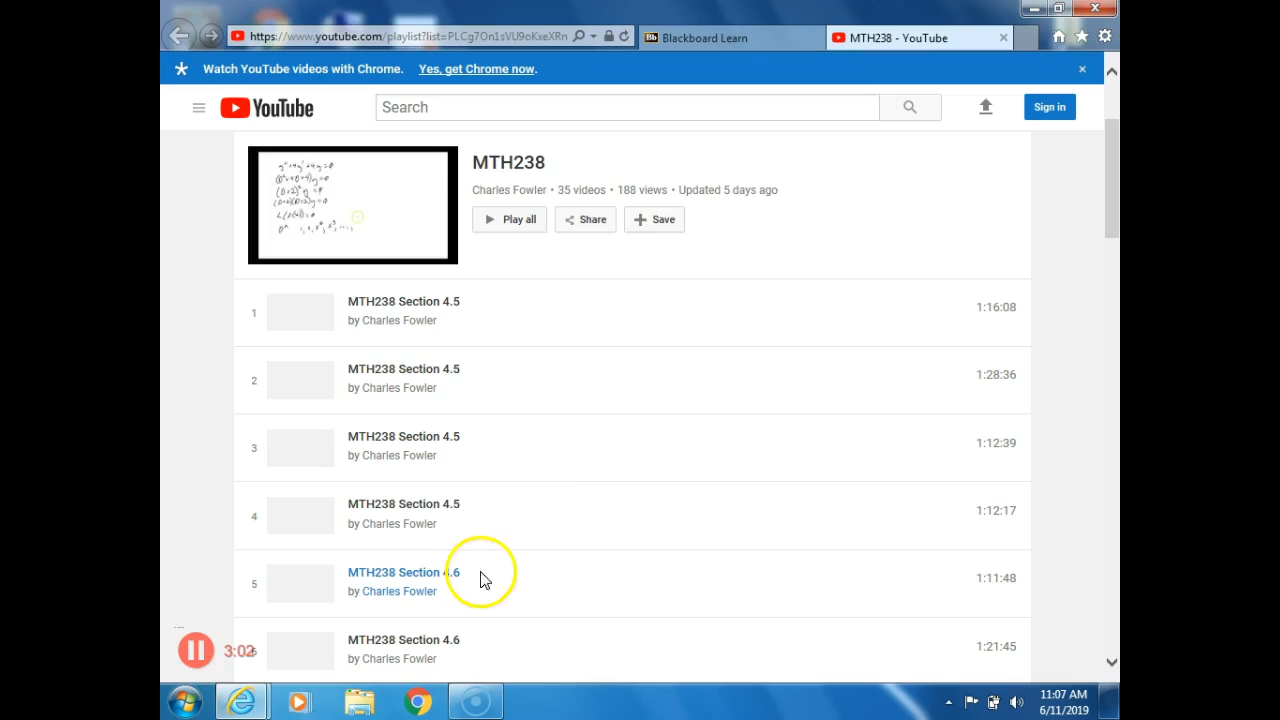 https://www.youtube.com/playlist?list=PLCg7On1sVU9oKxeXRn
Blackboard Learn
MTH238 - YouTube
Watch YouTube videos with Chrome. Yes, get Chrome now.
YouTube
Search
Sign in
y'' + 4y' + 4y = 0
MTH238
Charles Fowler • 35 videos • 188 views • Updated 5 days ago
Play all
Share
Save
1
MTH238 Section 4.5
by Charles Fowler
1:16:08
2
MTH238 Section 4.5
by Charles Fowler
1:28:36
3
MTH238 Section 4.5
by Charles Fowler
1:12:39
4
MTH238 Section 4.5
by Charles Fowler
1:12:17
5
MTH238 Section 4.6
by Charles Fowler
1:11:48
MTH238 Section 4.6
by Charles Fowler
1:21:45
3:02
11:07 AM
6/11/2019